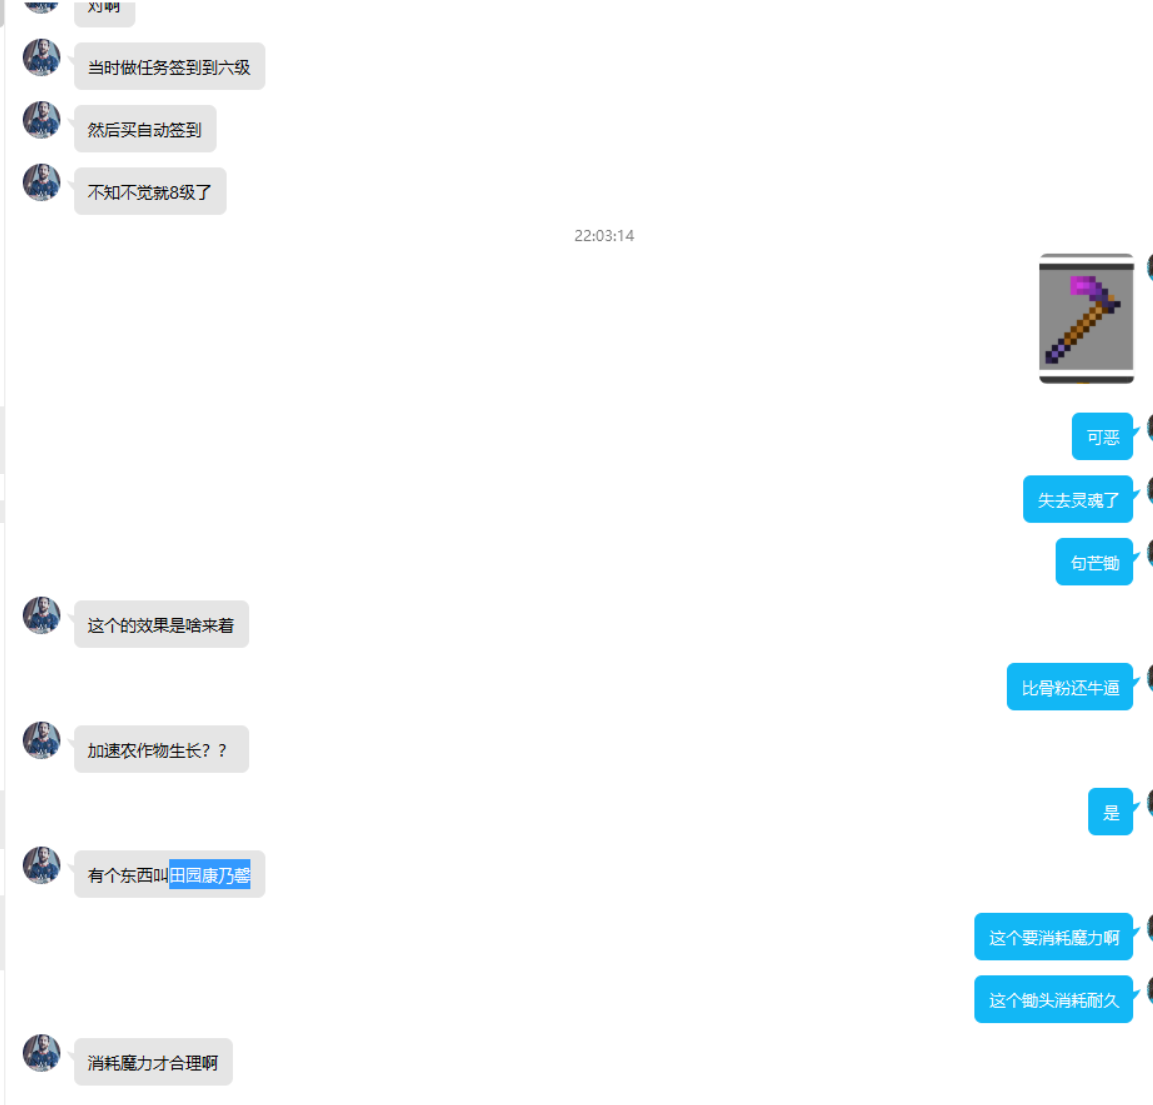 对啊
当时做任务签到到六级
然后买自动签到
不知不觉就8级了
22:03:14
可恶
失去灵魂了
句芒锄
这个的效果是啥来着
比骨粉还牛逼
加速农作物生长？？
是
有个东西叫田园康乃馨
这个要消耗魔力啊
这个锄头消耗耐久
消耗魔力才合理啊